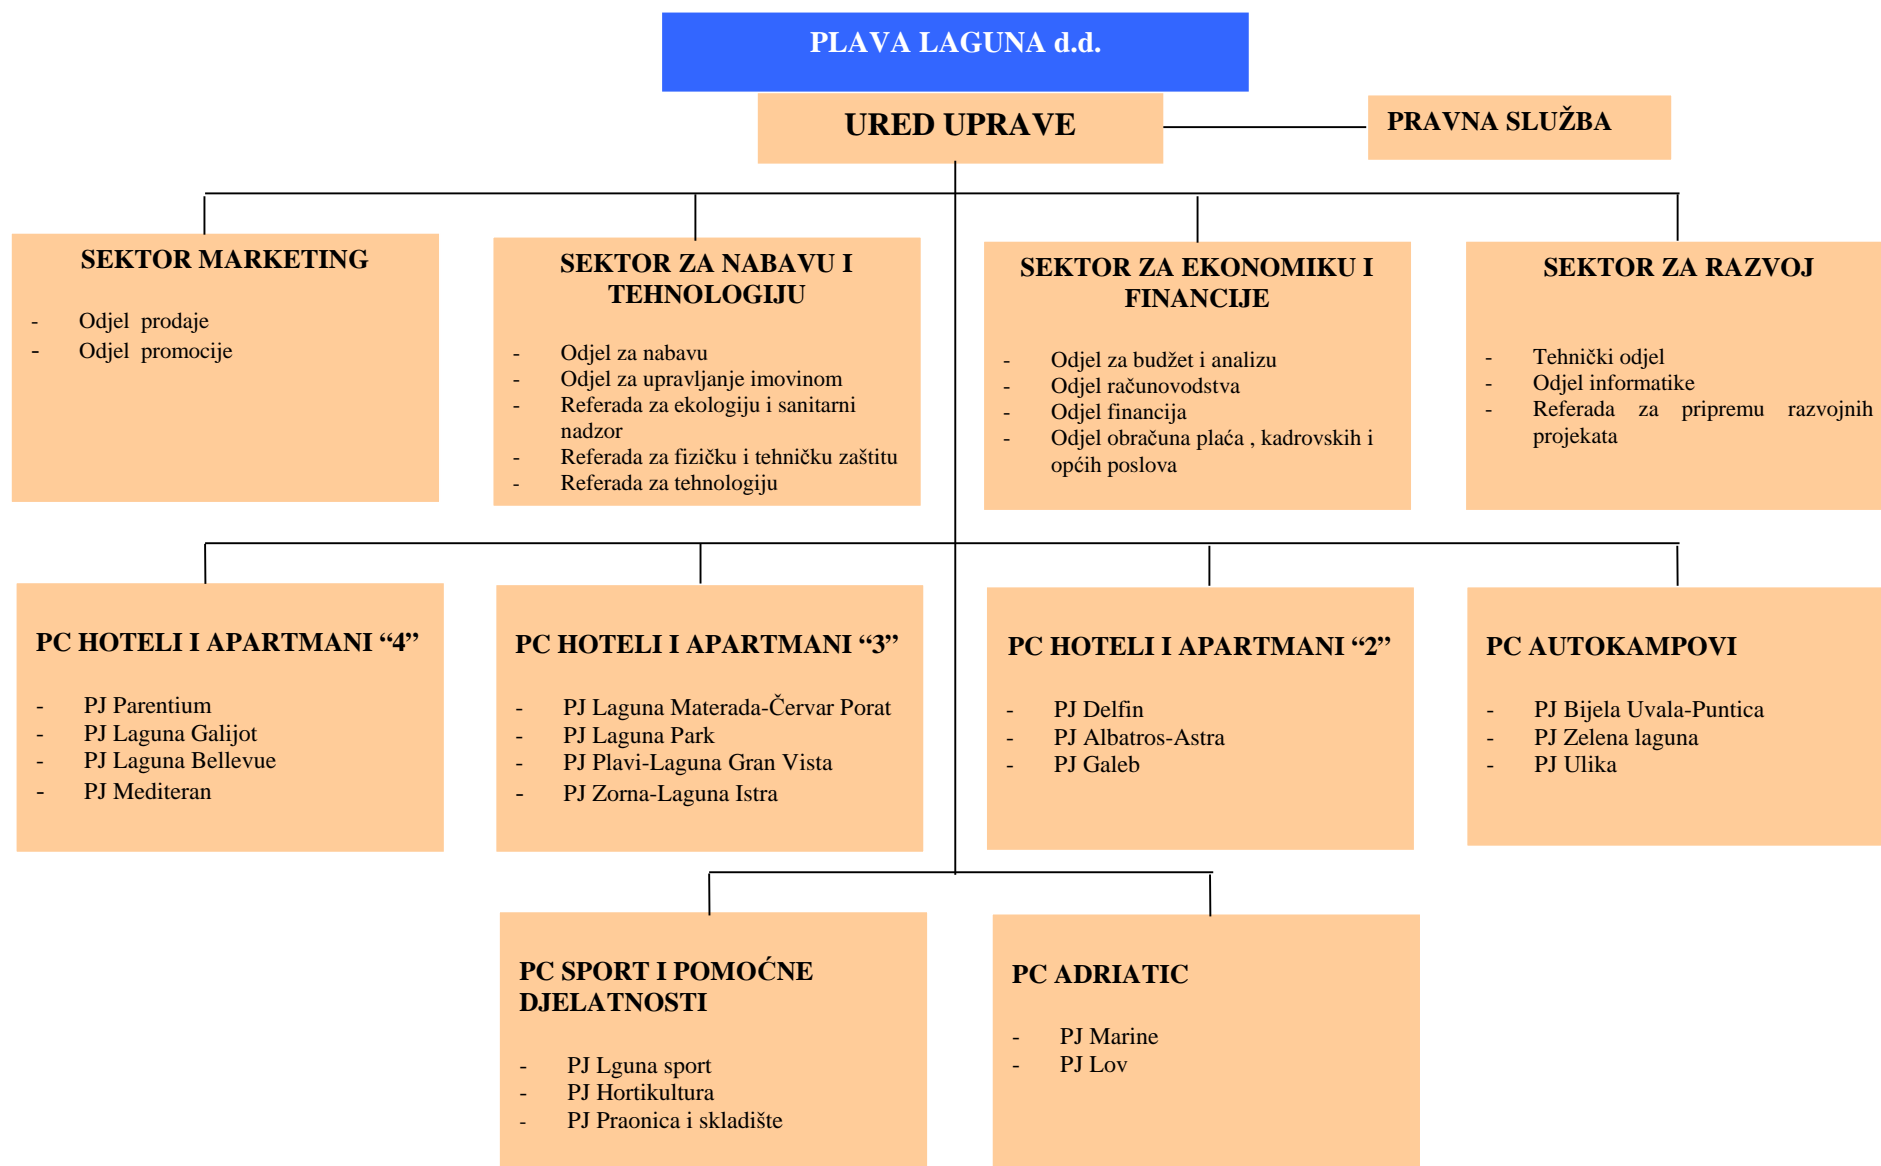 PLAVA LAGUNA d.d.
URED UPRAVE
PRAVNA SLUŽBA
SEKTOR MARKETING
- Odjel prodaje
- Odjel promocije
SEKTOR ZA NABAVU I
TEHNOLOGIJU
- Odjel za nabavu
- Odjel za upravljanje imovinom
- Referada za ekologiju i sanitarni
nadzor
- Referada za fizičku i tehničku zaštitu
- Referada za tehnologiju
SEKTOR ZA EKONOMIKU I
FINANCIJE
- Odjel za budžet i analizu
- Odjel računovodstva
- Odjel financija
- Odjel obračuna plaća , kadrovskih i
općih poslova
SEKTOR ZA RAZVOJ
- Tehnički odjel
- Odjel informatike
- Referada za pripremu razvojnih
projekata
PC HOTELI I APARTMANI “4”
- PJ Parentium
- PJ Laguna Galijot
- PJ Laguna Bellevue
- PJ Mediteran
PC HOTELI I APARTMANI “3”
- PJ Laguna Materada-Červar Porat
- PJ Laguna Park
- PJ Plavi-Laguna Gran Vista
- PJ Zorna-Laguna Istra
PC HOTELI I APARTMANI “2”
- PJ Delfin
- PJ Albatros-Astra
- PJ Galeb
PC AUTOKAMPOVI
- PJ Bijela Uvala-Puntica
- PJ Zelena laguna
- PJ Ulika
PC SPORT I POMOĆNE
DJELATNOSTI
- PJ Lguna sport
- PJ Hortikultura
- PJ Praonica i skladište
PC ADRIATIC
- PJ Marine
- PJ Lov